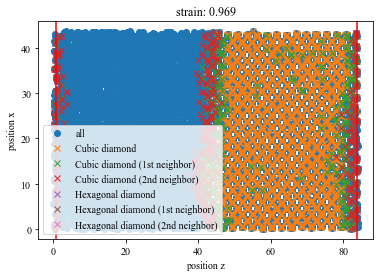 strain: 0.969
position x
40
30
20
10
0
all
Cubic diamond
Cubic diamond (1st neighbor)
Cubic diamond (2nd neighbor)
Hexagonal diamond
Hexagonal diamond (1st neighbor)
Hexagonal diamond (2nd neighbor)
0 20 40 60 80
position z